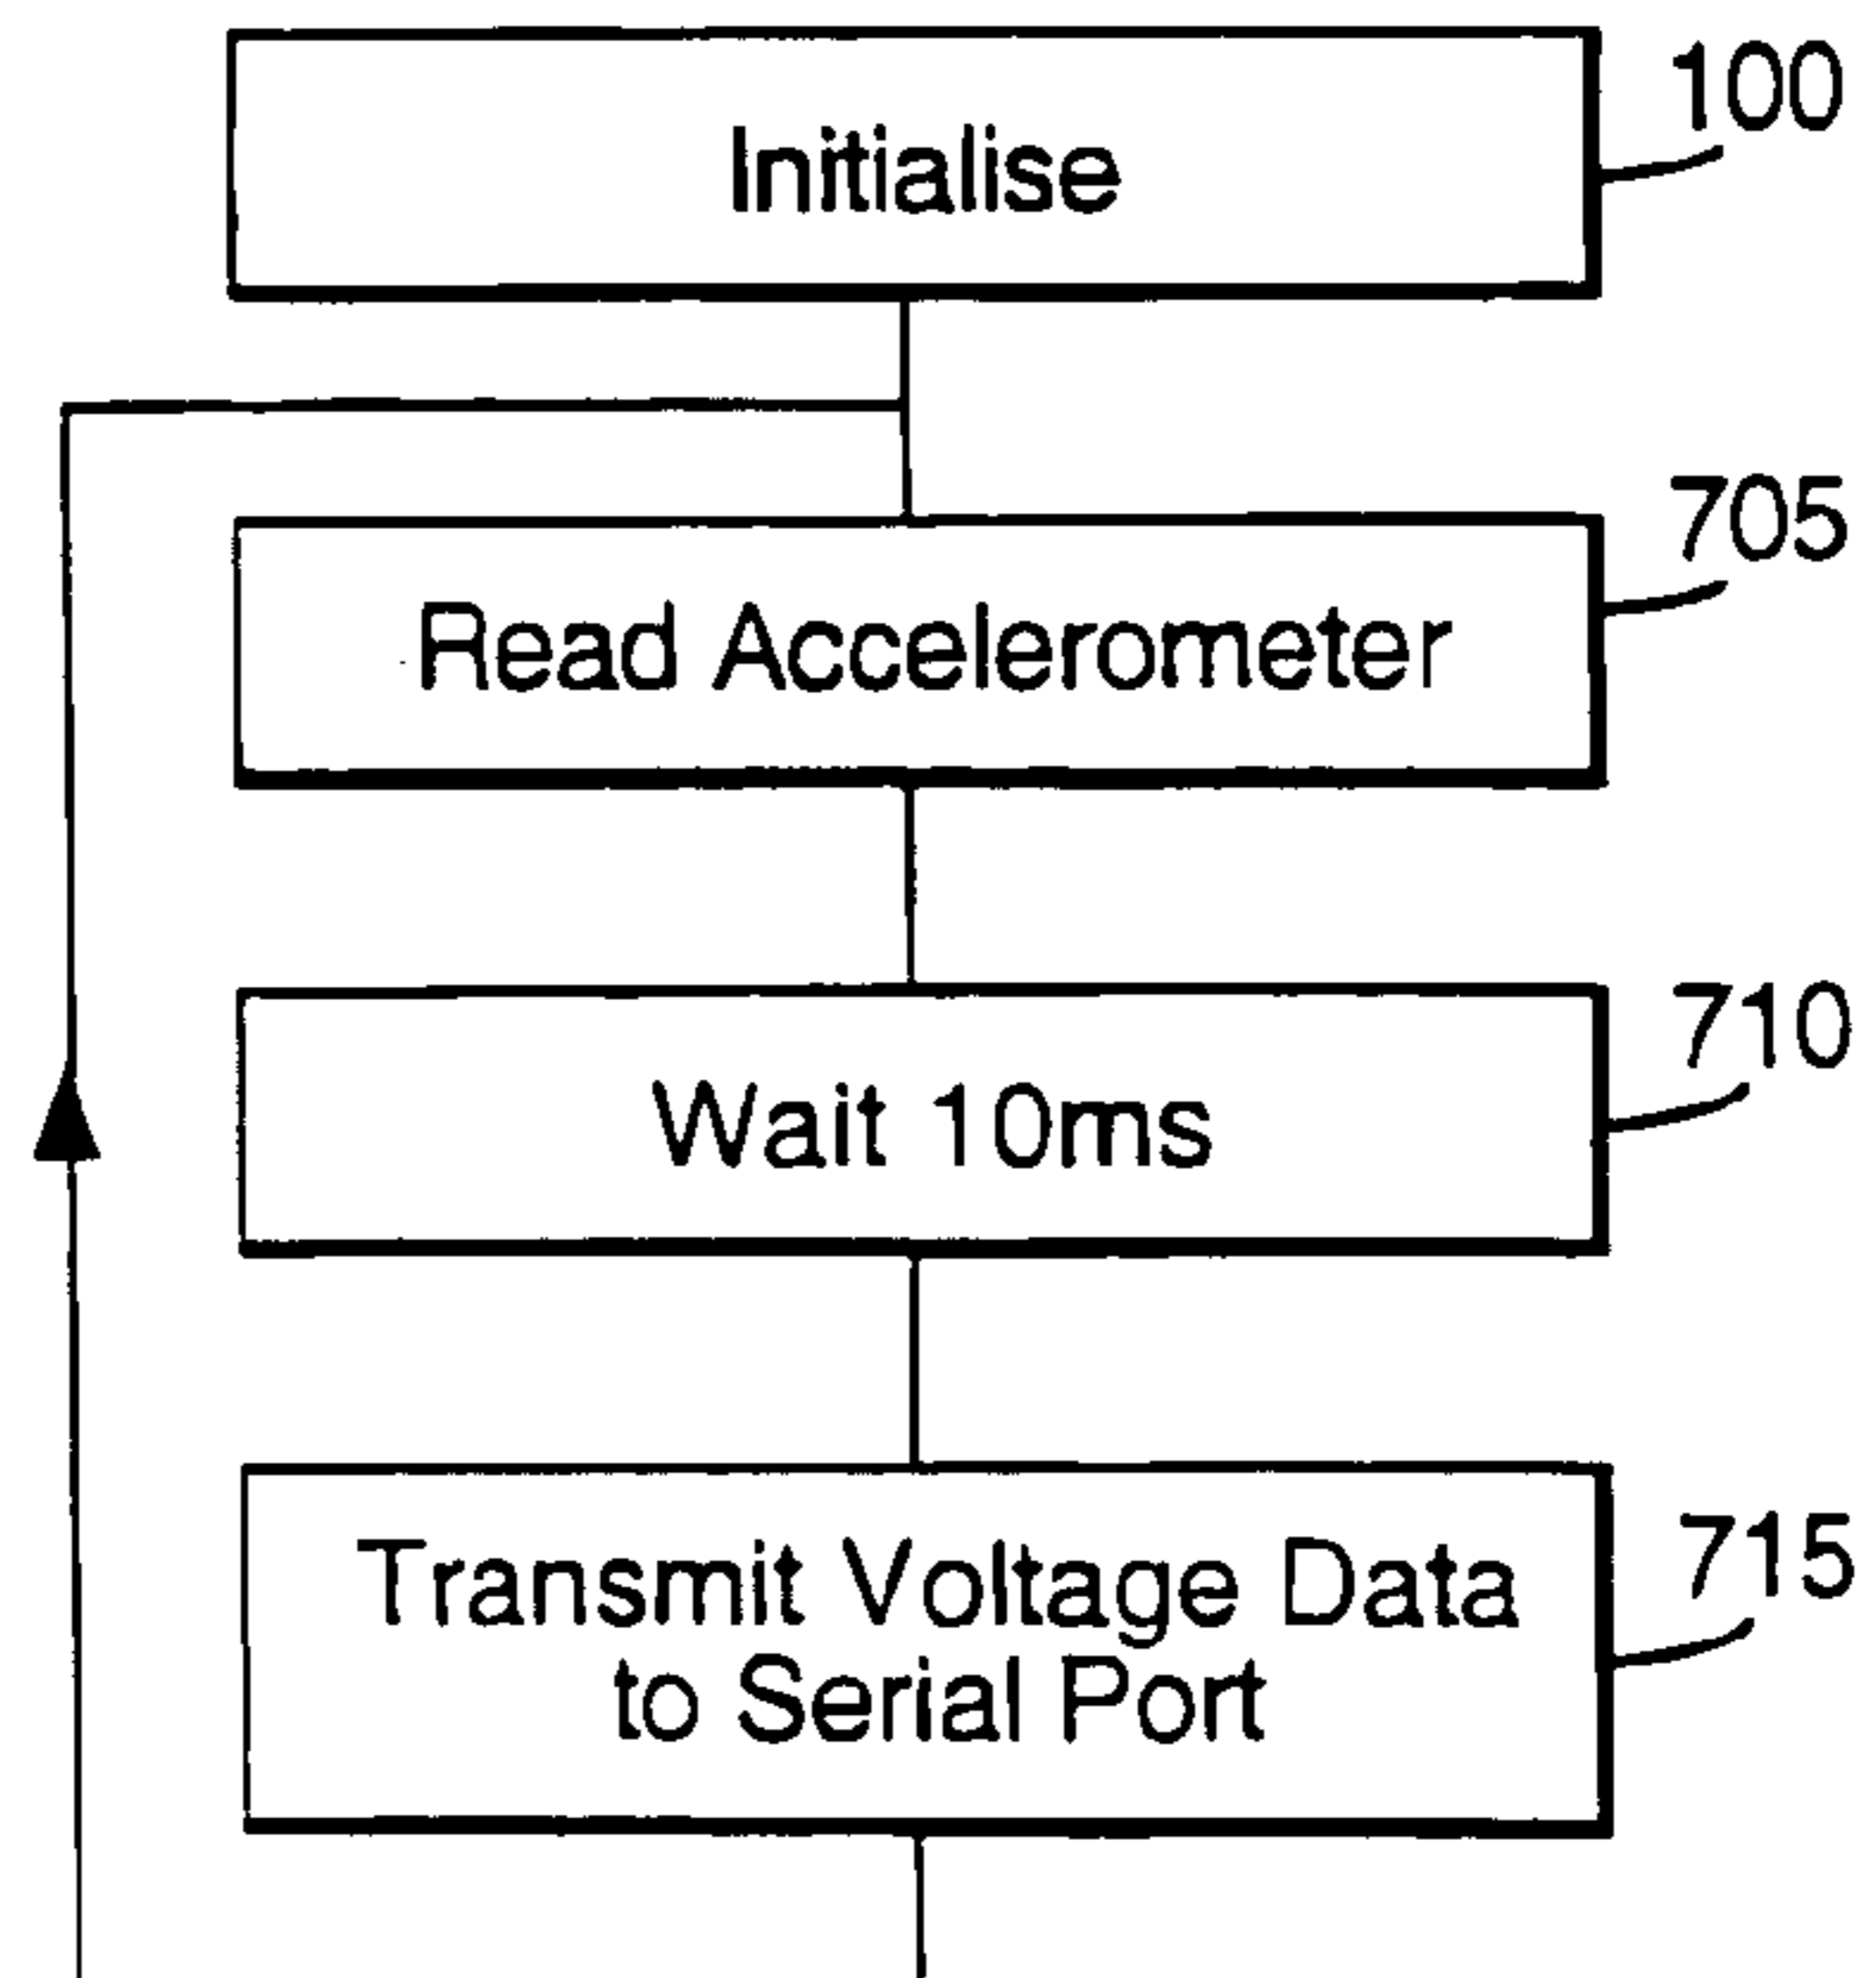 Initialise
100
Read Accelerometer
705
Wait 10ms
710
Transmit Voltage Data
to Serial Port
715